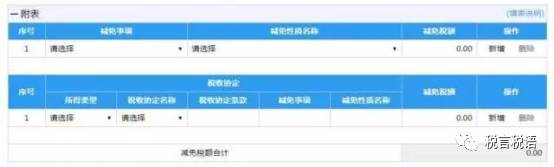 一附表 (填表说明)
序号 减免事项 减免性质名称 减免税额 操作
1 请选择 请选择 0.00 新增 删除
序号 税收协定 减免税额 操作
所得类型 税收协定名称 税收协定条款 减免事项 减免性质名称
1 请选择 请选择 0.00 新增 删除
减免税额合计 0.00
税言税语